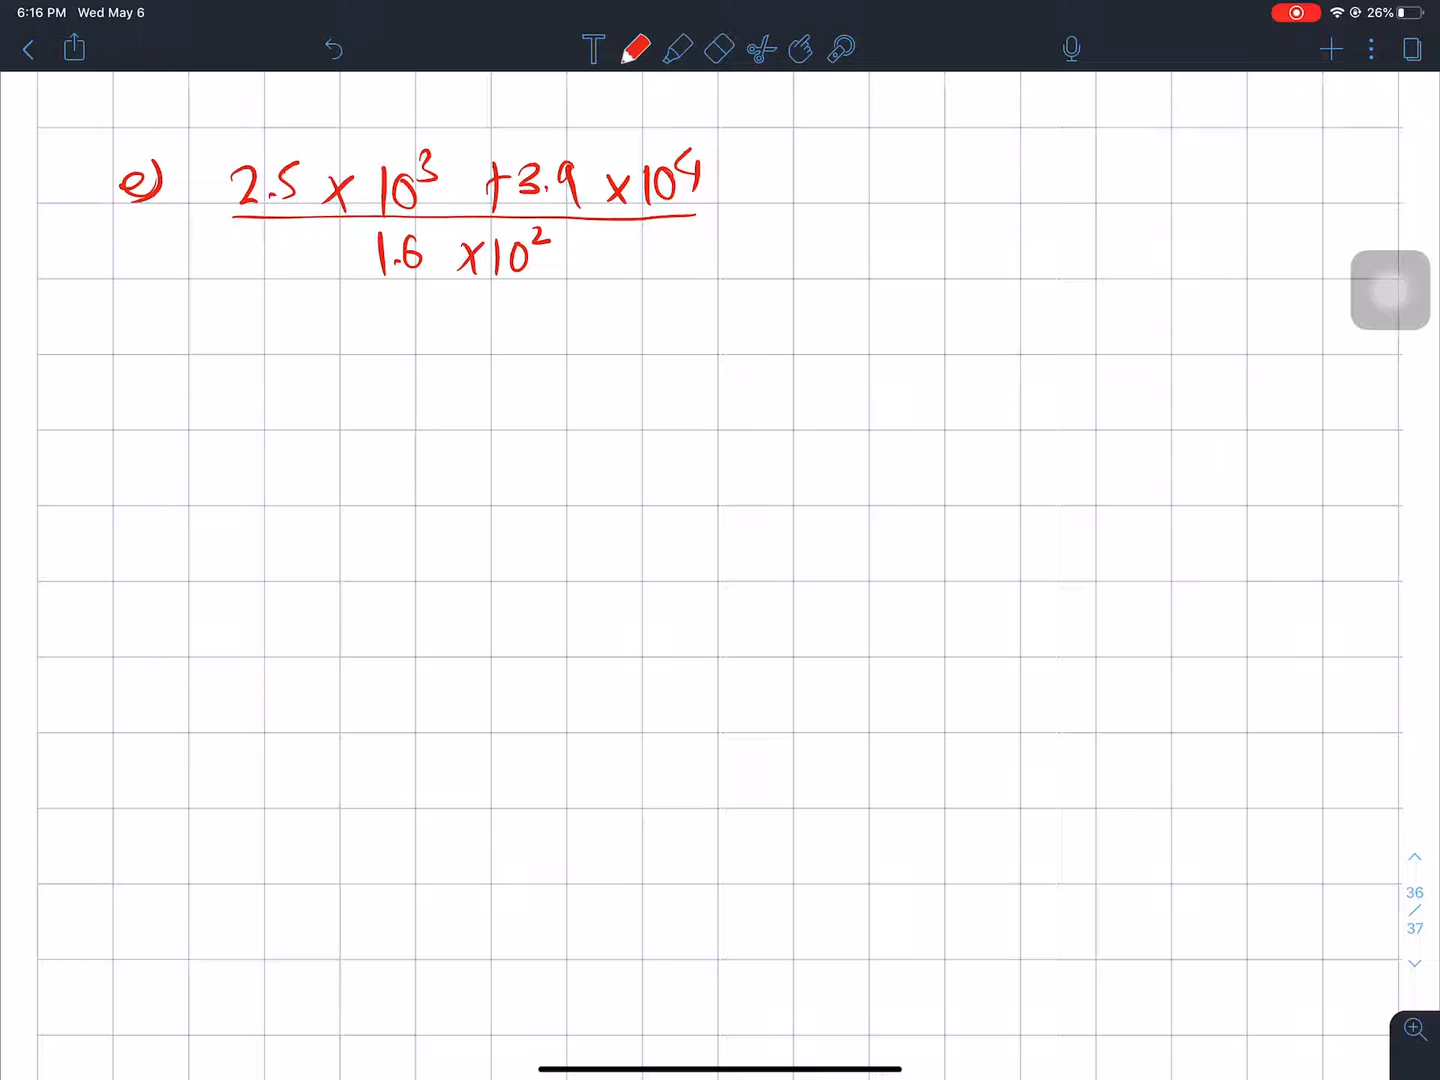 6:16 PM Wed May 6 26%
e) 2.5 × 10³ + 3.9 × 10⁴
1.6 × 10²
36
/
37